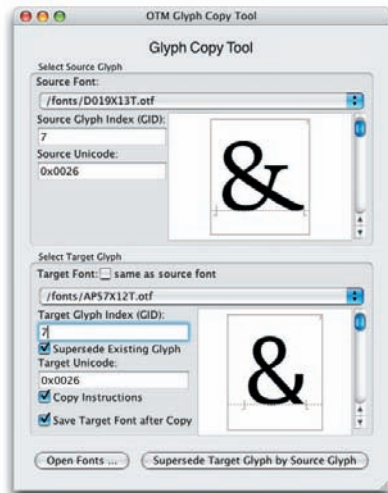 OTM Glyph Copy Tool
Glyph Copy Tool
Select Source Glyph
Source Font:
/fonts/D019X13T.otf
Source Glyph Index (GID):
7
Source Unicode:
0x0026
&
Select Target Glyph
Target Font: same as source font
/fonts/AP57X12T.otf
Target Glyph Index (GID):
7
Supersede Existing Glyph
Target Unicode:
0x0026
Copy Instructions
Save Target Font after Copy
&
Open Fonts ... Supersede Target Glyph by Source Glyph